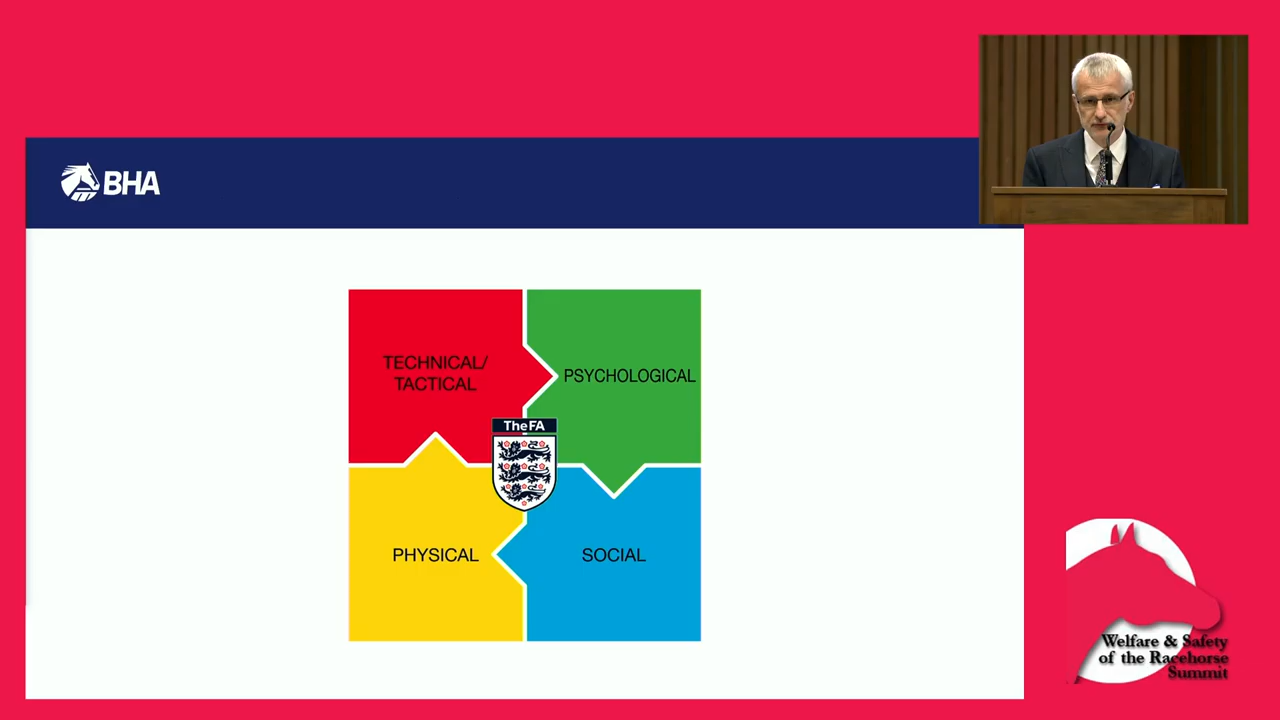 BHA
TECHNICAL/
TACTICAL
PSYCHOLOGICAL
TheFA
PHYSICAL
SOCIAL
Welfare & Safety
of the Racehorse
Summit